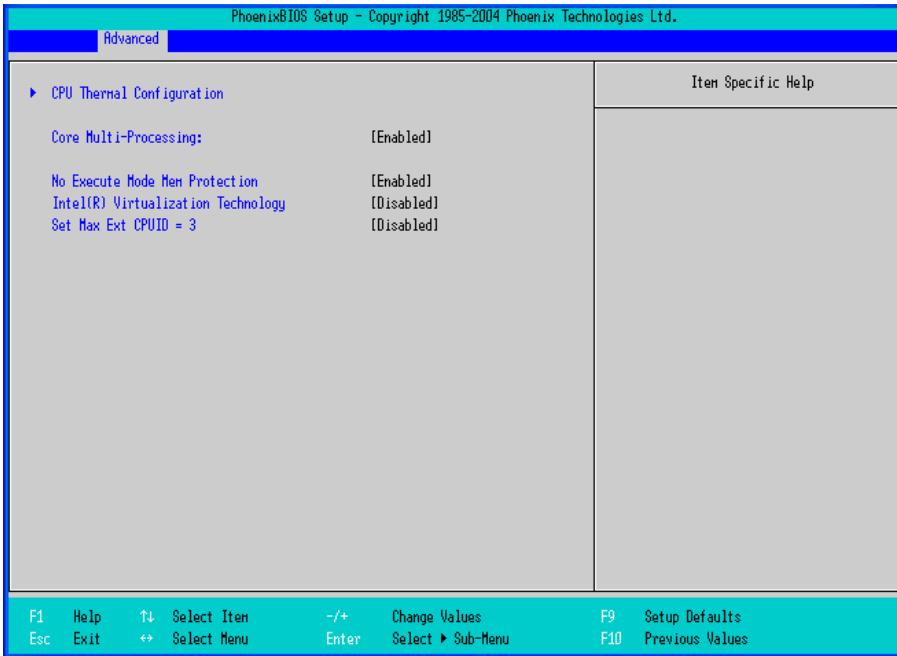 PhoenixBIOS Setup - Copyright 1985-2004 Phoenix Technologies Ltd.
Advanced
CPU Thermal Configuration
Item Specific Help
Core Multi-Processing: [Enabled]
No Execute Mode Mem Protection [Enabled]
Intel(R) Virtualization Technology [Disabled]
Set Max Ext CPUID = 3 [Disabled]
F1 Help ↑↓ Select Item -/+ Change Values F9 Setup Defaults
Esc Exit ↔ Select Menu Enter Select ▶ Sub-Menu F10 Previous Values